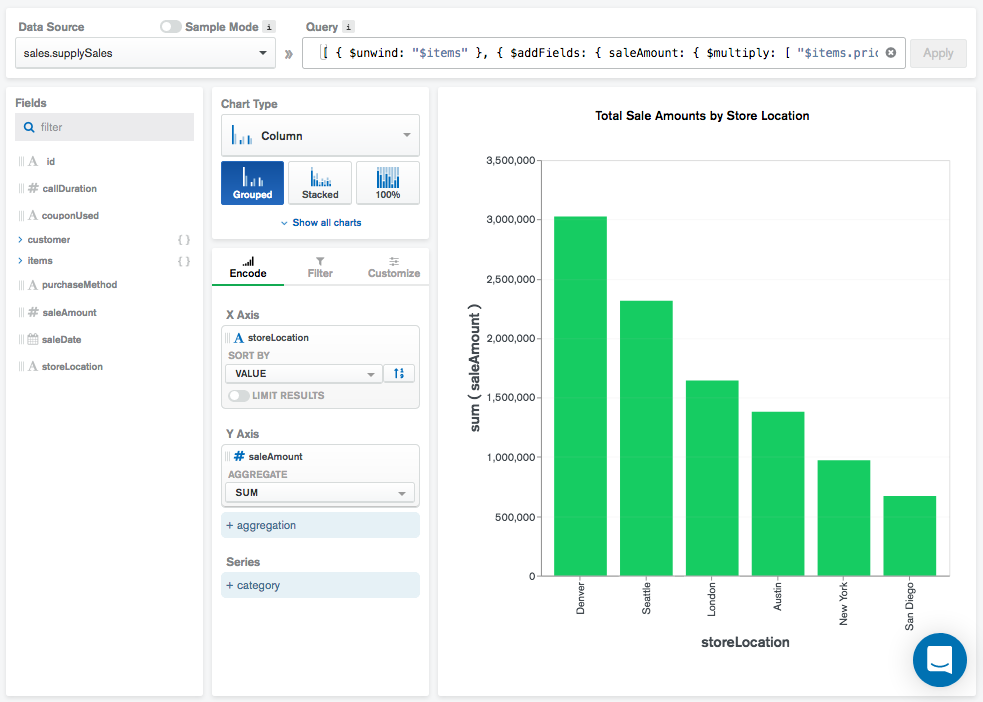 Data Source
Sample Mode i
Query i
sales.supplySales
»
[ { $unwind: "$items" }, { $addFields: { saleAmount: { $multiply: [ "$items.pric
Apply
Fields
filter
A _id
# callDuration
A couponUsed
customer { }
items { }
A purchaseMethod
# saleAmount
saleDate
A storeLocation
Chart Type
Column
Grouped
Stacked
100%
Show all charts
Encode
Filter
Customize
X Axis
A storeLocation
SORT BY
VALUE
LIMIT RESULTS
Y Axis
# saleAmount
AGGREGATE
SUM
+ aggregation
Series
+ category
Total Sale Amounts by Store Location
3,500,000
3,000,000
2,500,000
2,000,000
1,500,000
1,000,000
500,000
0
sum ( saleAmount )
Denver
Seattle
London
Austin
New York
San Diego
storeLocation